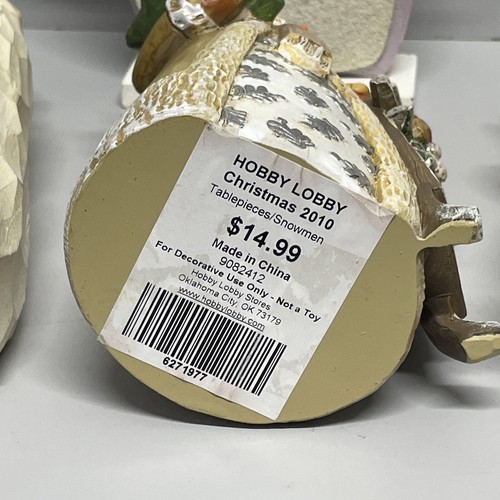 HOBBY LOBBY
Christmas 2010
Tablepieces/Snowmen
$14.99
Made in China
9082412
For Decorative Use Only - Not a Toy
Hobby Lobby Stores
Oklahoma City, OK 73179
www.hobbylobby.com
6271977